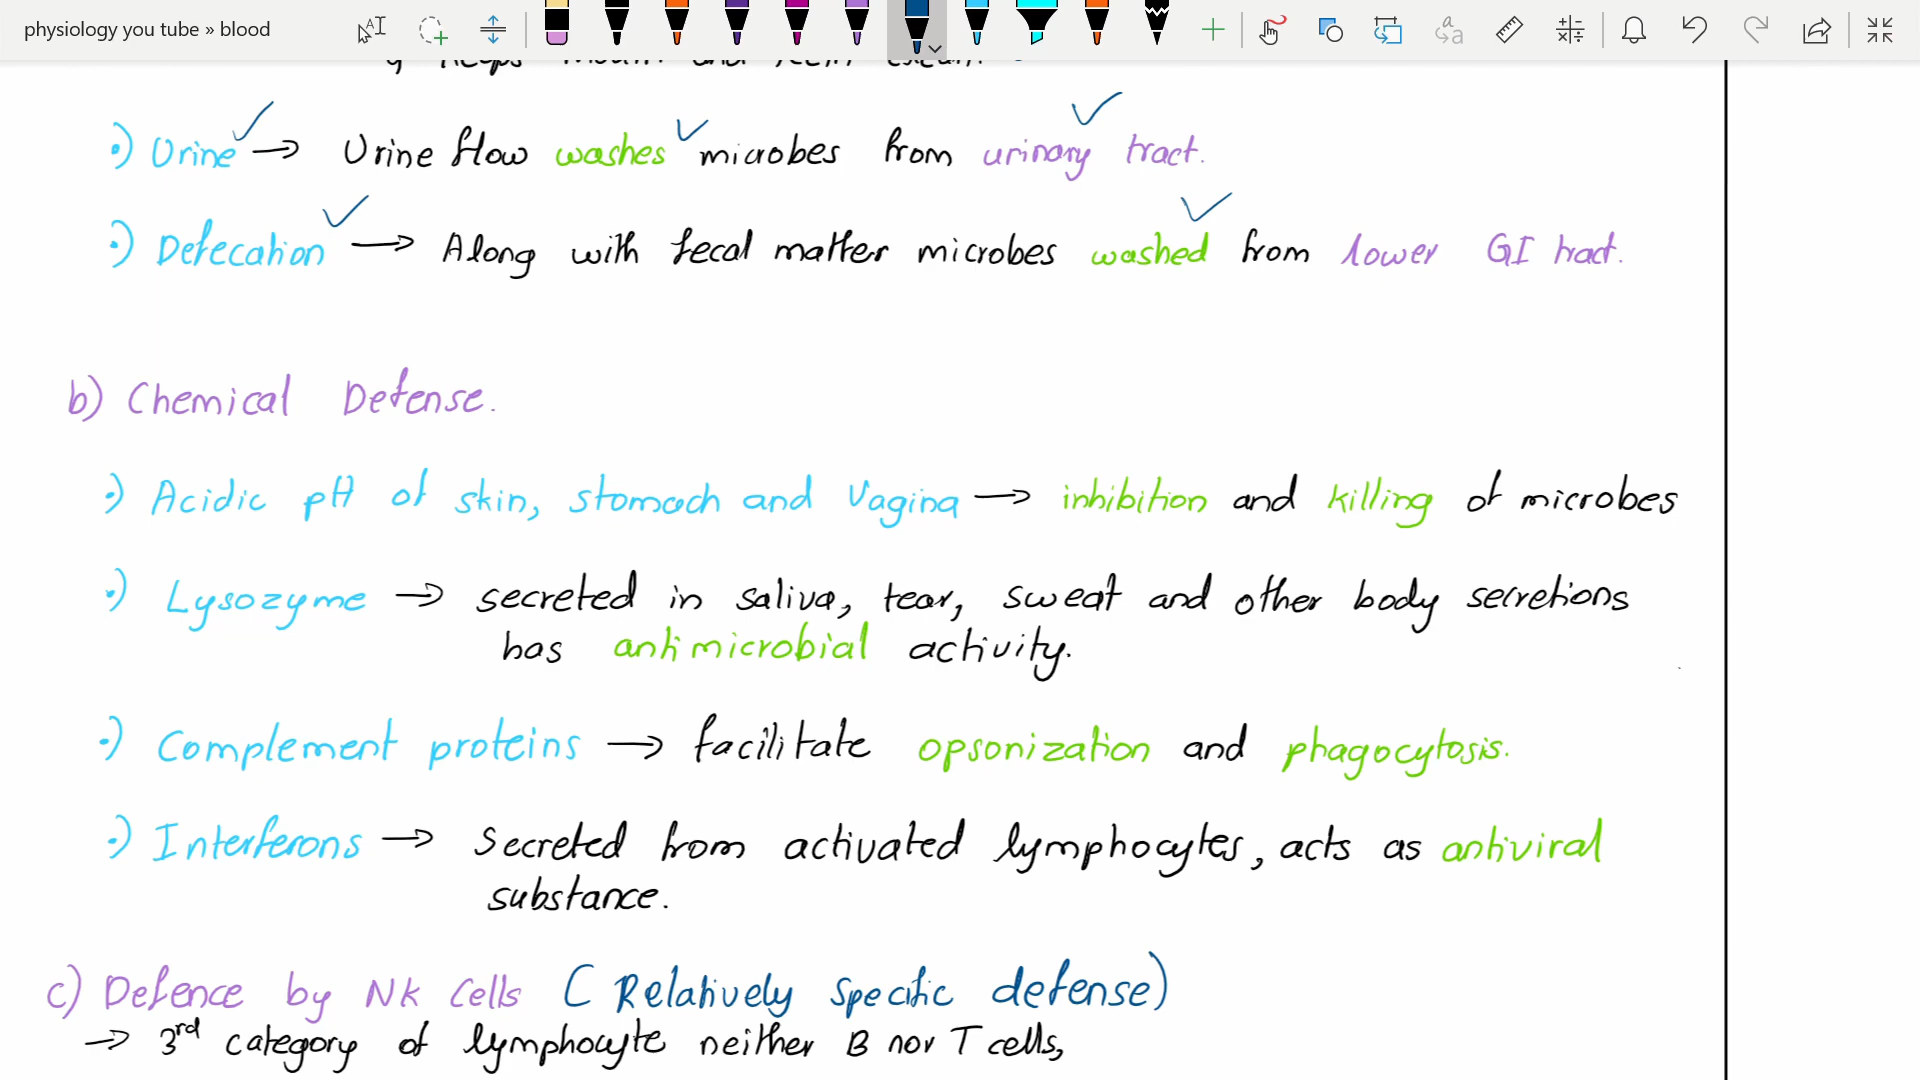 physiology you tube » blood
•) Urine → Urine flow washes microbes from urinary tract.
•) Defecation → Along with fecal matter microbes washed from lower GI tract.
b) Chemical Defense.
•) Acidic pH of skin, stomach and vagina → inhibition and killing of microbes
•) Lysozyme → secreted in saliva, tear, sweat and other body secretions
has antimicrobial activity.
•) Complement proteins → facilitate opsonization and phagocytosis.
•) Interferons → Secreted from activated lymphocytes, acts as antiviral
substance.
c) Defence by NK Cells ( Relatively specific defense)
→ 3rd category of lymphocyte neither B nor T cells,